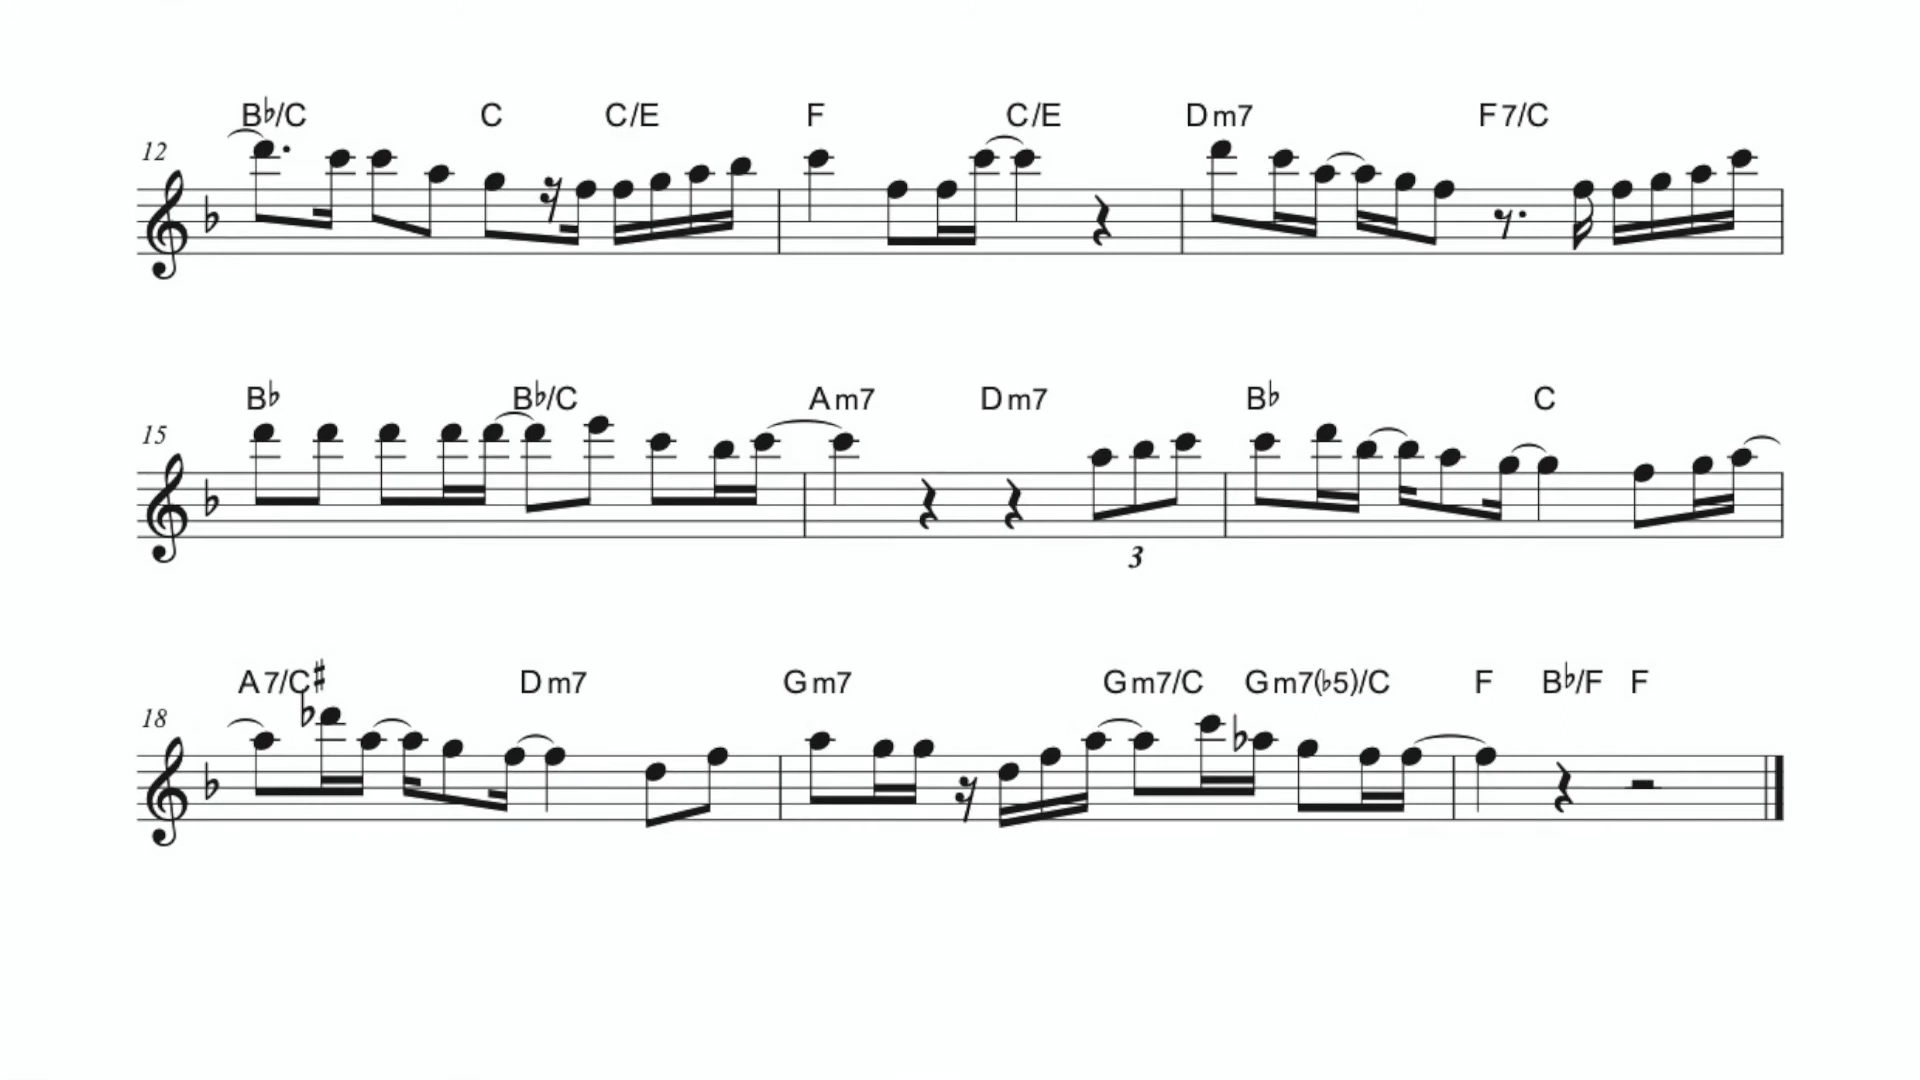 B♭/C C C/E F C/E Dm7 F7/C
12
B♭ B♭/C Am7 Dm7 B♭ C
15
3
A7/C♯ Dm7 Gm7 Gm7/C Gm7(♭5)/C F B♭/F F
18